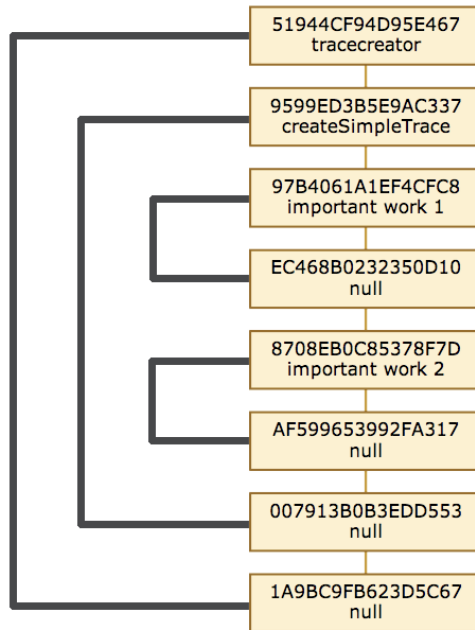 51944CF94D95E467
tracecreator
9599ED3B5E9AC337
createSimpleTrace
97B4061A1EF4CFC8
important work 1
EC468B0232350D10
null
8708EB0C85378F7D
important work 2
AF599653992FA317
null
007913B0B3EDD553
null
1A9BC9FB623D5C67
null